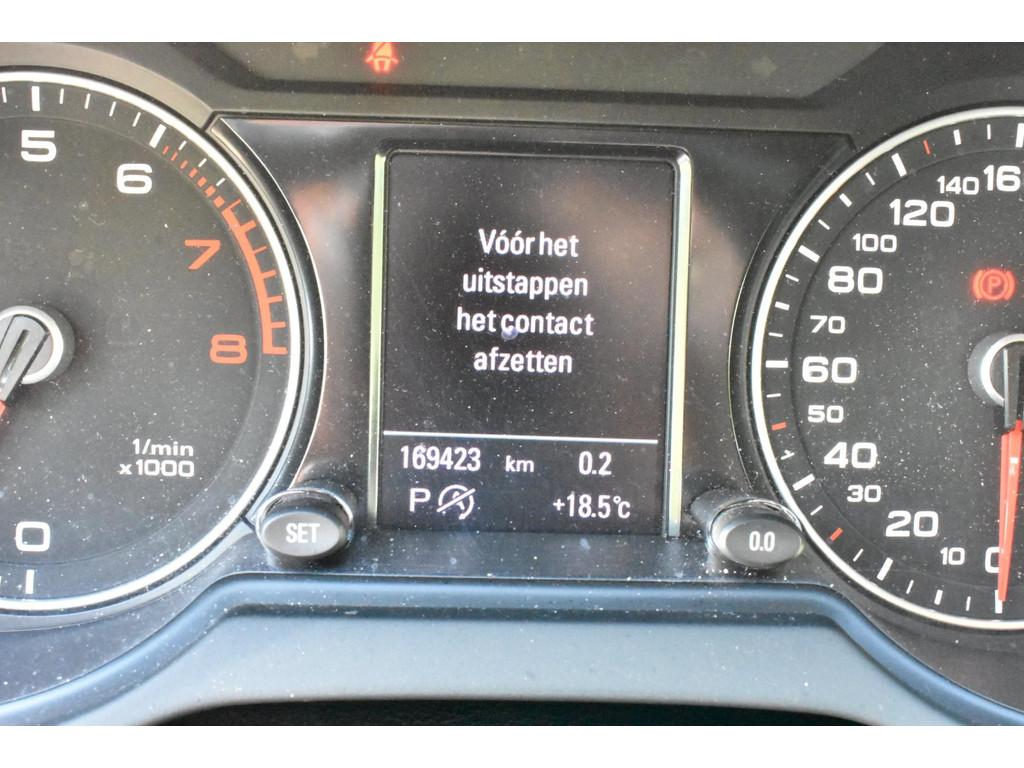 5
6
7
8
1/min
x1000
0
Vóór het
uitstappen
het contact
afzetten
169423 km 0.2
P A +18.5°C
SET
0.0
140 16
120
100
80
70
60
50
40
30
20
10
0
P